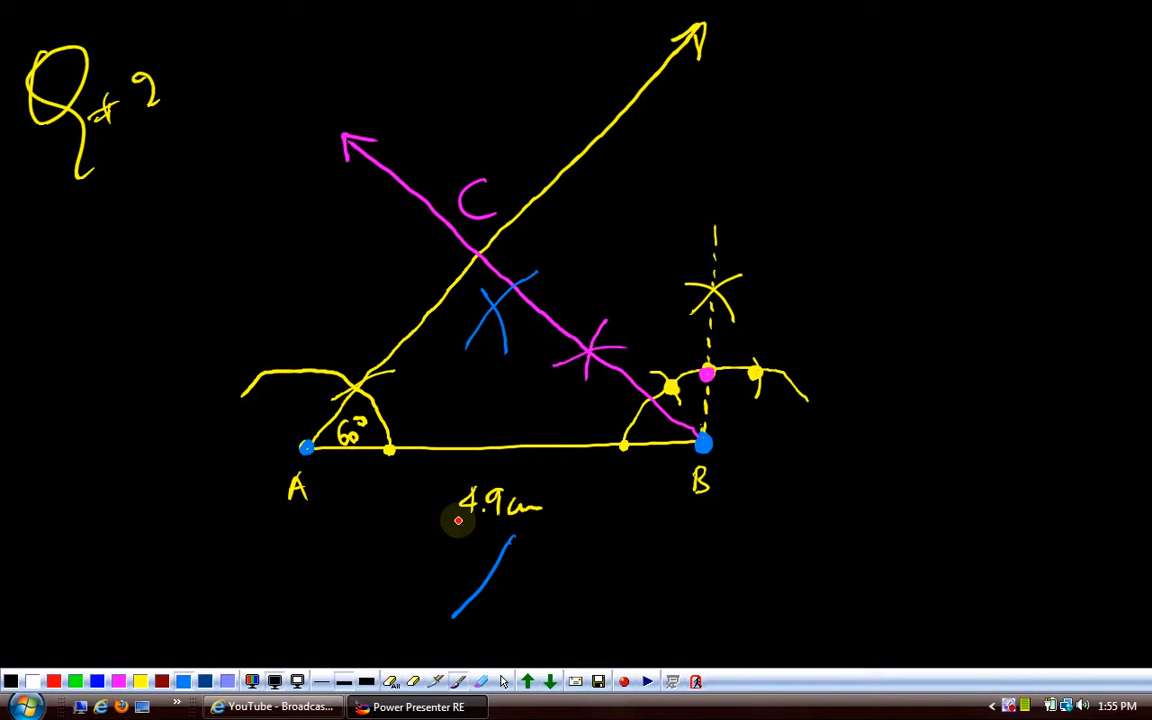 Q # 2
C
60°
A
B
4.9cm
YouTube - Broadcas...
Power Presenter RE
1:55 PM